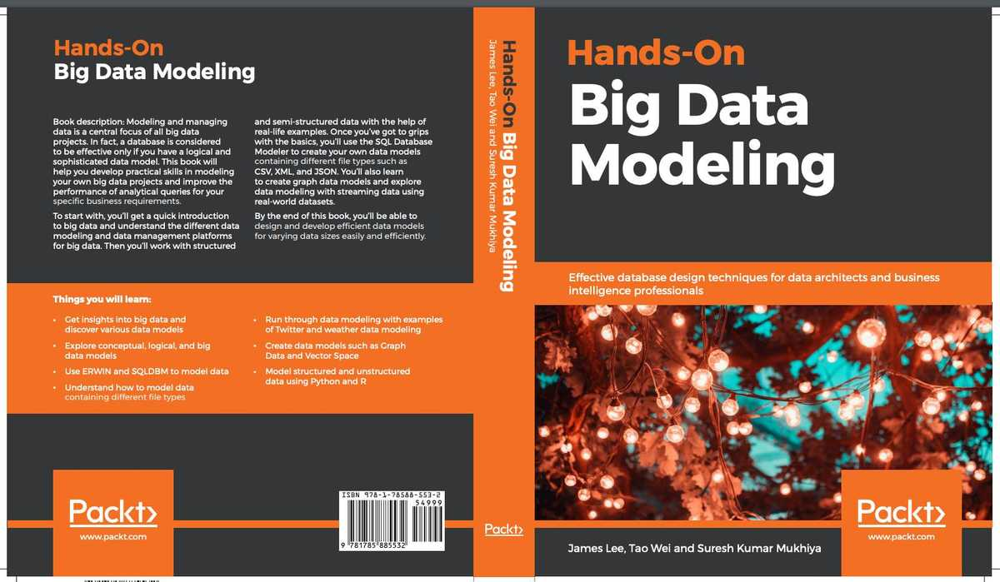 Hands-On
Big Data Modeling
Book description: Modeling and managing
data is a central focus of all big data
projects. In fact, a database is considered
to be effective only if you have a logical and
sophisticated data model. This book will
help you develop practical skills in modeling
your own big data projects and improve the
performance of analytical queries for your
specific business requirements.
To start with, you'll get a quick introduction
to big data and understand the different data
modeling and data management platforms
for big data. Then you'll work with structured
and semi-structured data with the help of
real-life examples. Once you've got to grips
with the basics, you'll use the SQL Database
Modeler to create your own data models
containing different file types such as
CSV, XML, and JSON. You'll also learn
to create graph data models and explore
data modeling with streaming data using
real-world datasets.
By the end of this book, you'll be able to
design and develop efficient data models
for varying data sizes easily and efficiently.
Things you will learn:
• Get insights into big data and
discover various data models
• Explore conceptual, logical, and big
data models
• Use ERWIN and SQLDBM to model data
• Understand how to model data
containing different file types
• Run through data modeling with examples
of Twitter and weather data modeling
• Create data models such as Graph
Data and Vector Space
• Model structured and unstructured
data using Python and R
Packt>
www.packt.com
ISBN 978-1-78588-553-2
54999
9 781785 885532
Hands-On Big Data Modeling
James Lee, Tao Wei and Suresh Kumar Mukhiya
Packt>
Hands-On
Big Data
Modeling
Effective database design techniques for data architects and business
intelligence professionals
James Lee, Tao Wei and Suresh Kumar Mukhiya
Packt>
www.packt.com